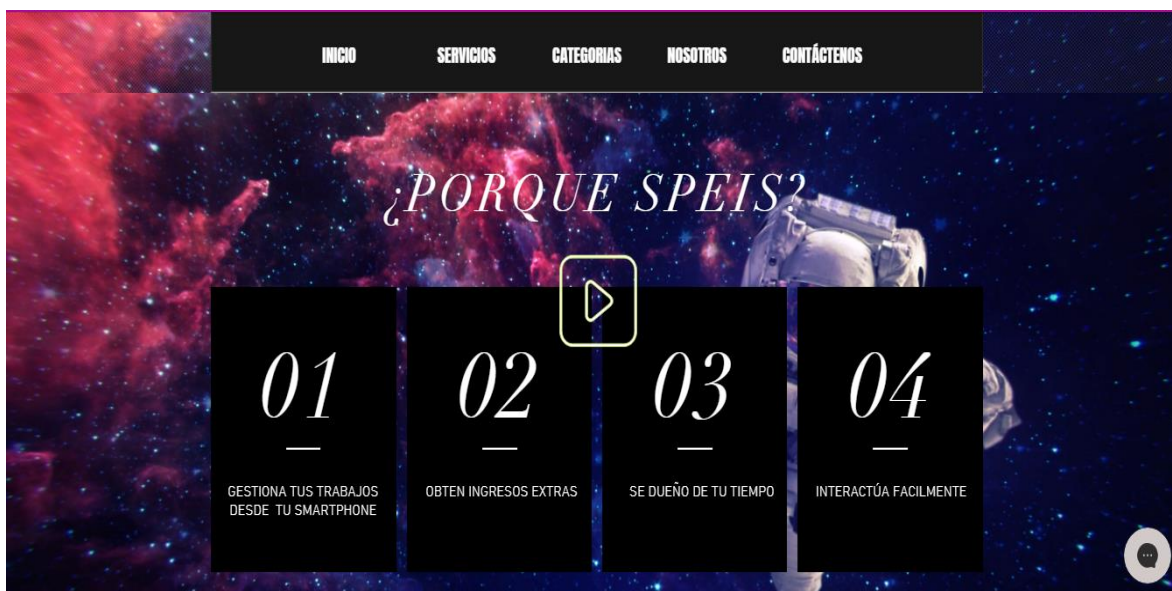 INICIO SERVICIOS CATEGORIAS NOSOTROS CONTÁCTENOS
¿PORQUE SPEIS?
01
GESTIONA TUS TRABAJOS
DESDE TU SMARTPHONE
02
OBTEN INGRESOS EXTRAS
03
SE DUEÑO DE TU TIEMPO
04
INTERACTÚA FACILMENTE